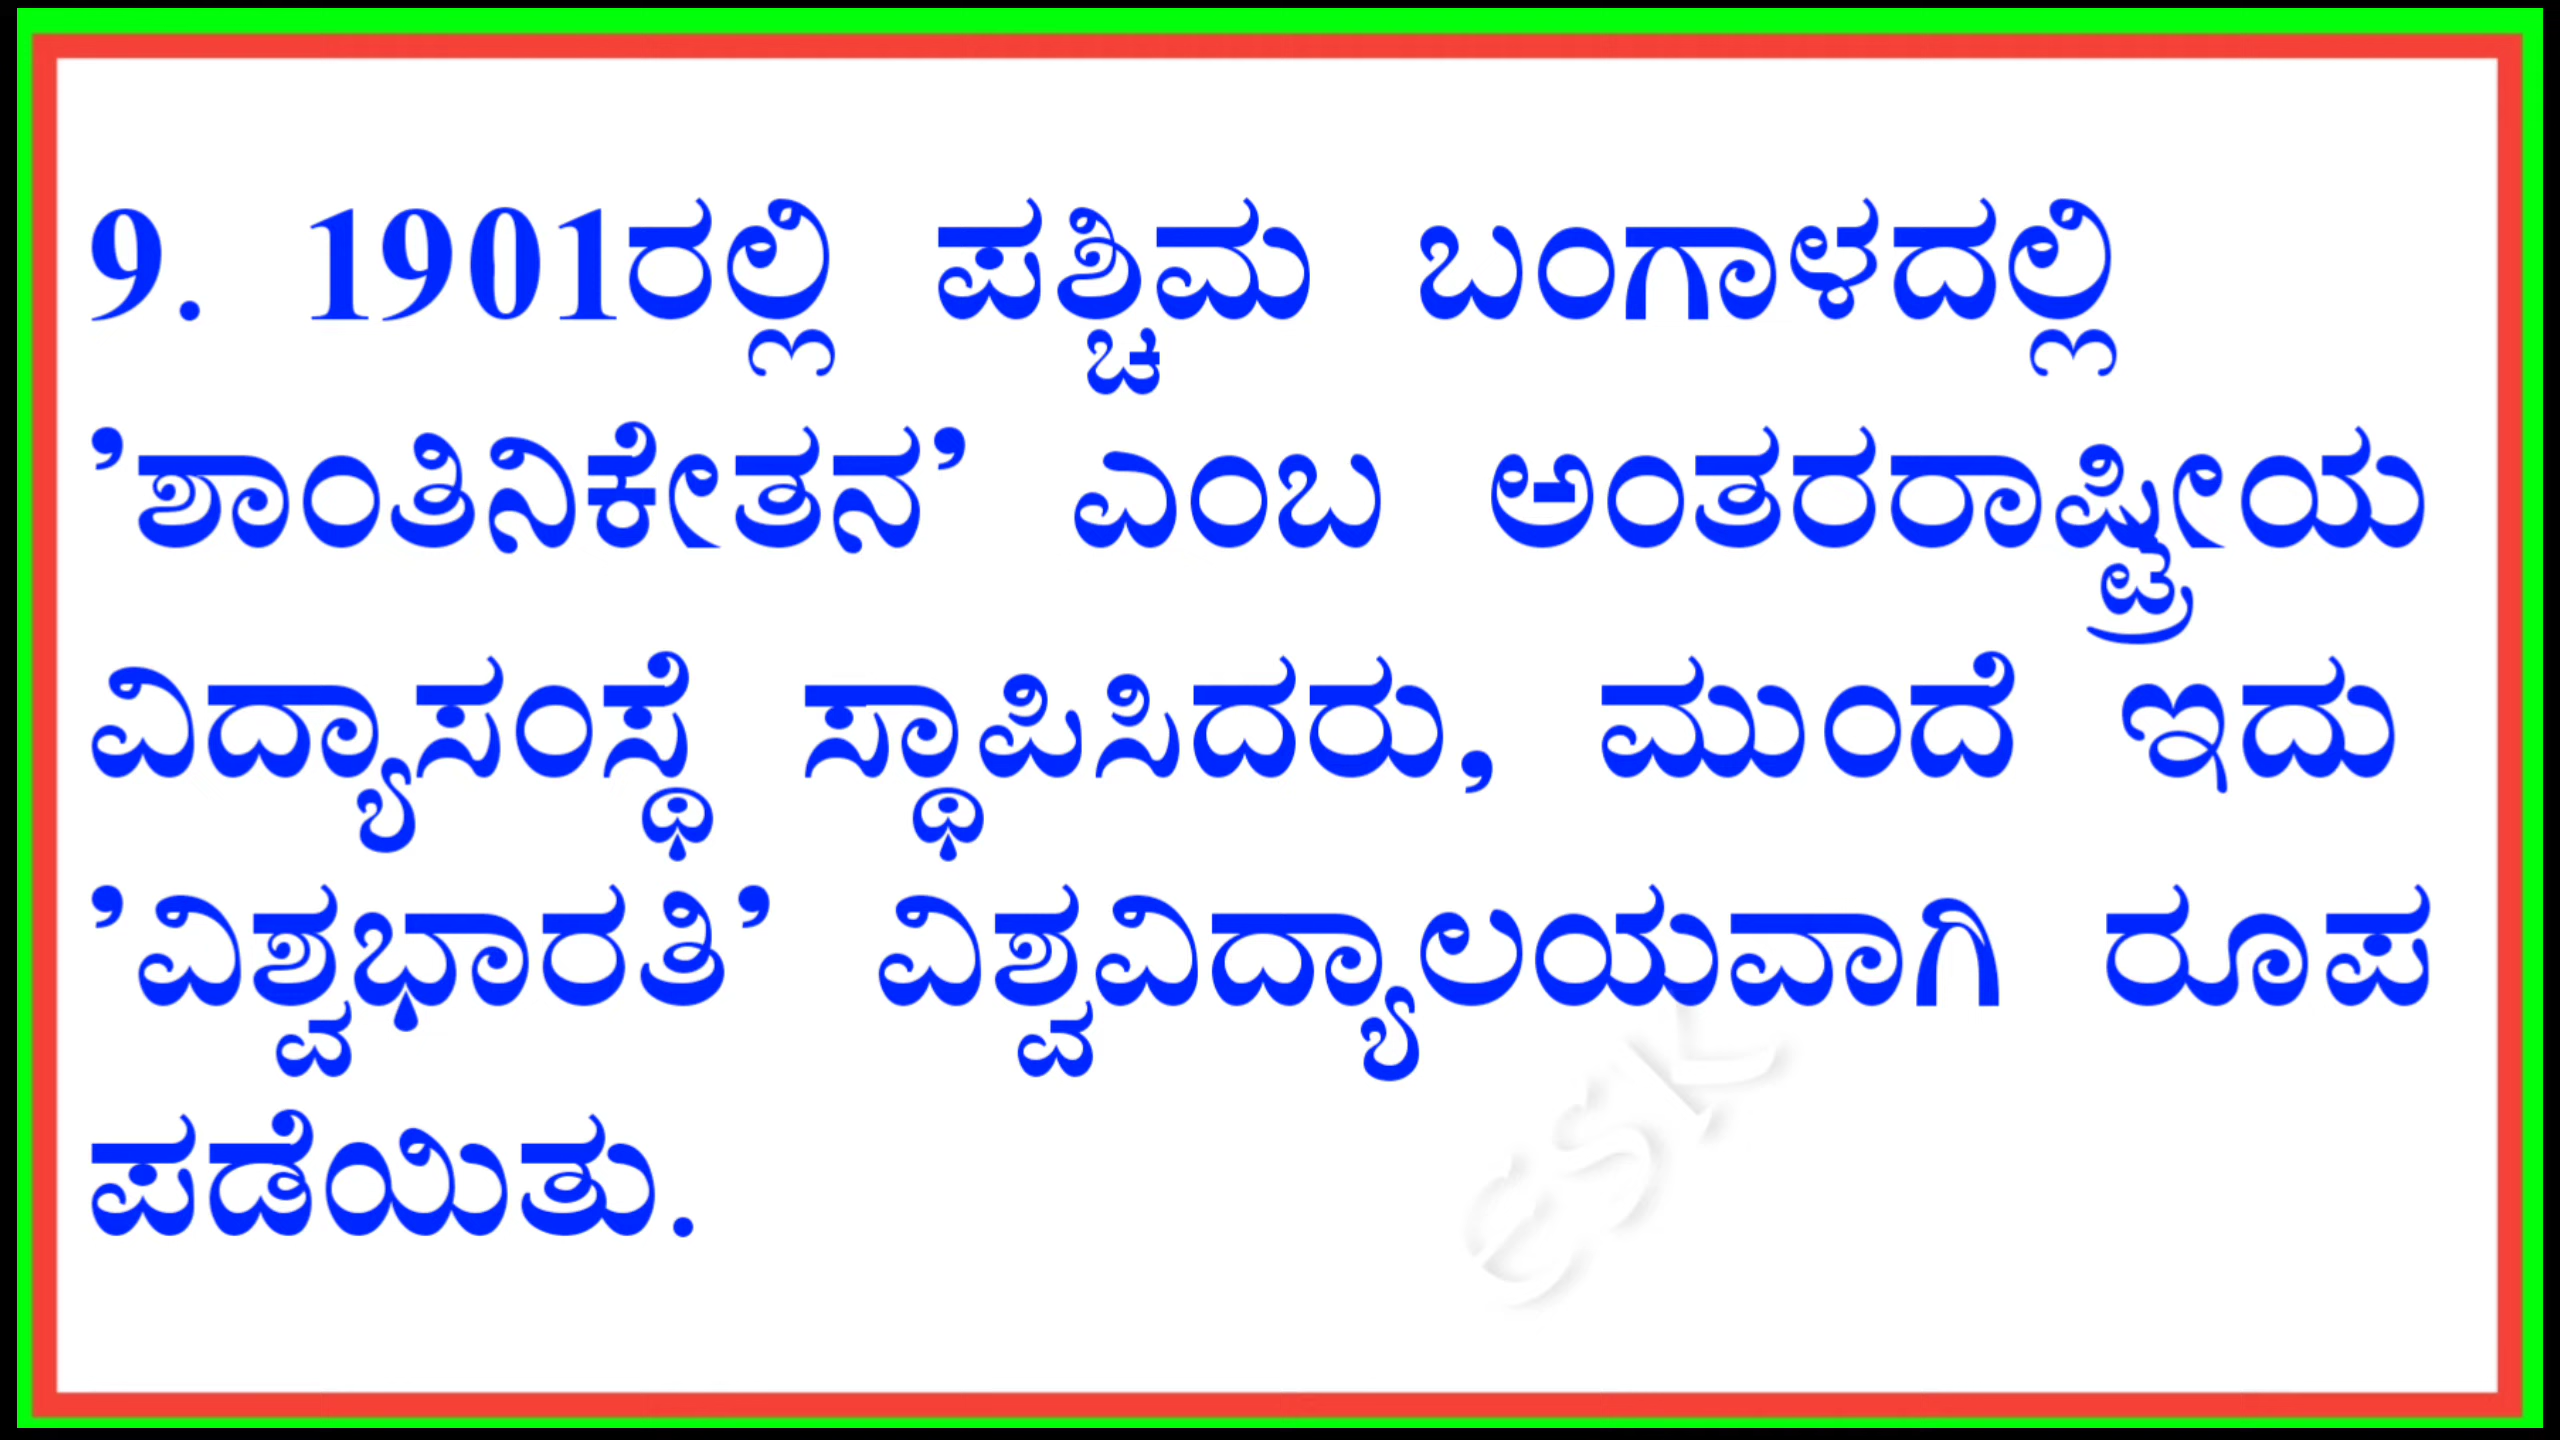 9. 1901ರಲ್ಲಿ ಪಶ್ಚಿಮ ಬಂಗಾಳದಲ್ಲಿ
’ಶಾಂತಿನಿಕೇತನ’ ಎಂಬ ಅಂತರರಾಷ್ಟ್ರೀಯ
ವಿದ್ಯಾಸಂಸ್ಥೆ ಸ್ಥಾಪಿಸಿದರು, ಮುಂದೆ ಇದು
’ವಿಶ್ವಭಾರತಿ’ ವಿಶ್ವವಿದ್ಯಾಲಯವಾಗಿ ರೂಪ
ಪಡೆಯಿತು.